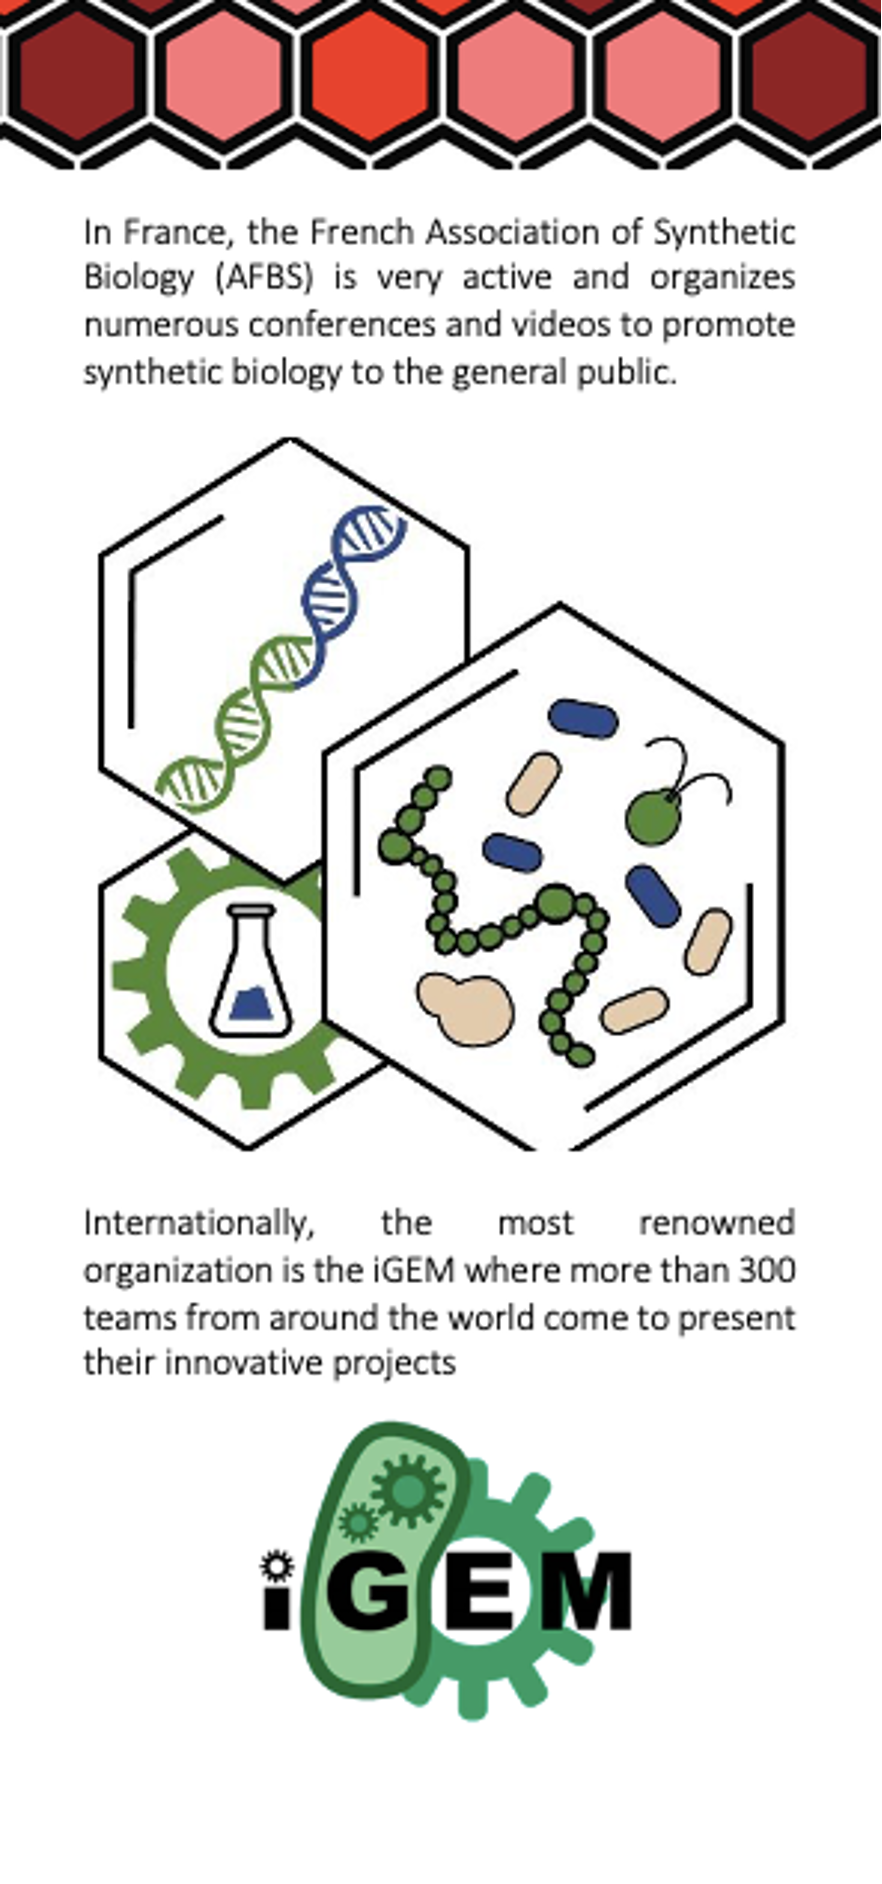 In France, the French Association of Synthetic
Biology (AFBS) is very active and organizes
numerous conferences and videos to promote
synthetic biology to the general public.
Internationally, the most renowned
organization is the iGEM where more than 300
teams from around the world come to present
their innovative projects
iGEM